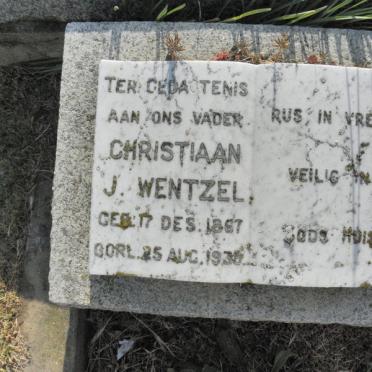 TER GEDAGTENIS
AAN ONS VADER
CHRISTIAAN
J. WENTZEL.
GEB. 17 DES. 1867
OORL. 25 AUG. 1930
RUS IN VRE
VEILIG
GODS HUIS